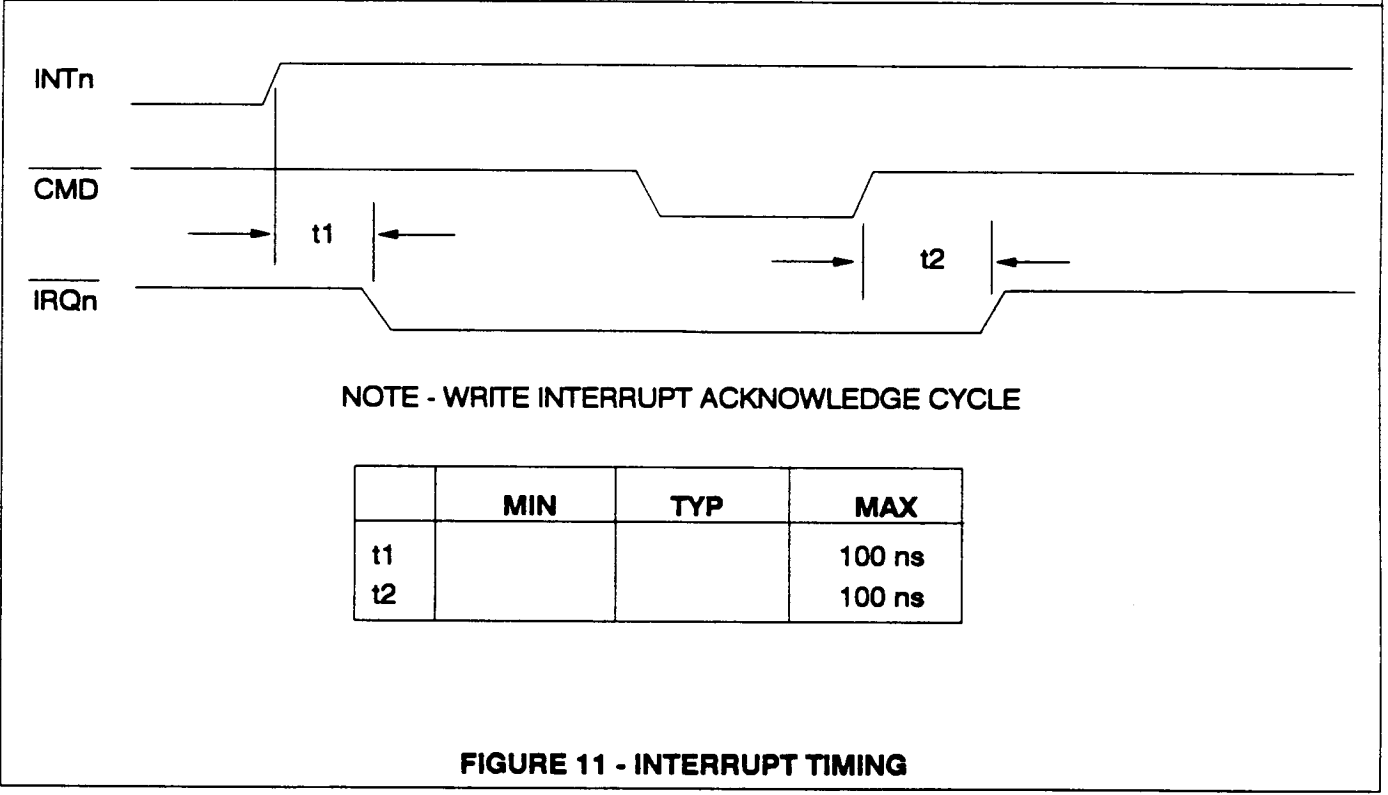 INTn
CMD
t1
t2
IRQn
NOTE - WRITE INTERRUPT ACKNOWLEDGE CYCLE
MIN TYP MAX
t1 100 ns
t2 100 ns
FIGURE 11 - INTERRUPT TIMING